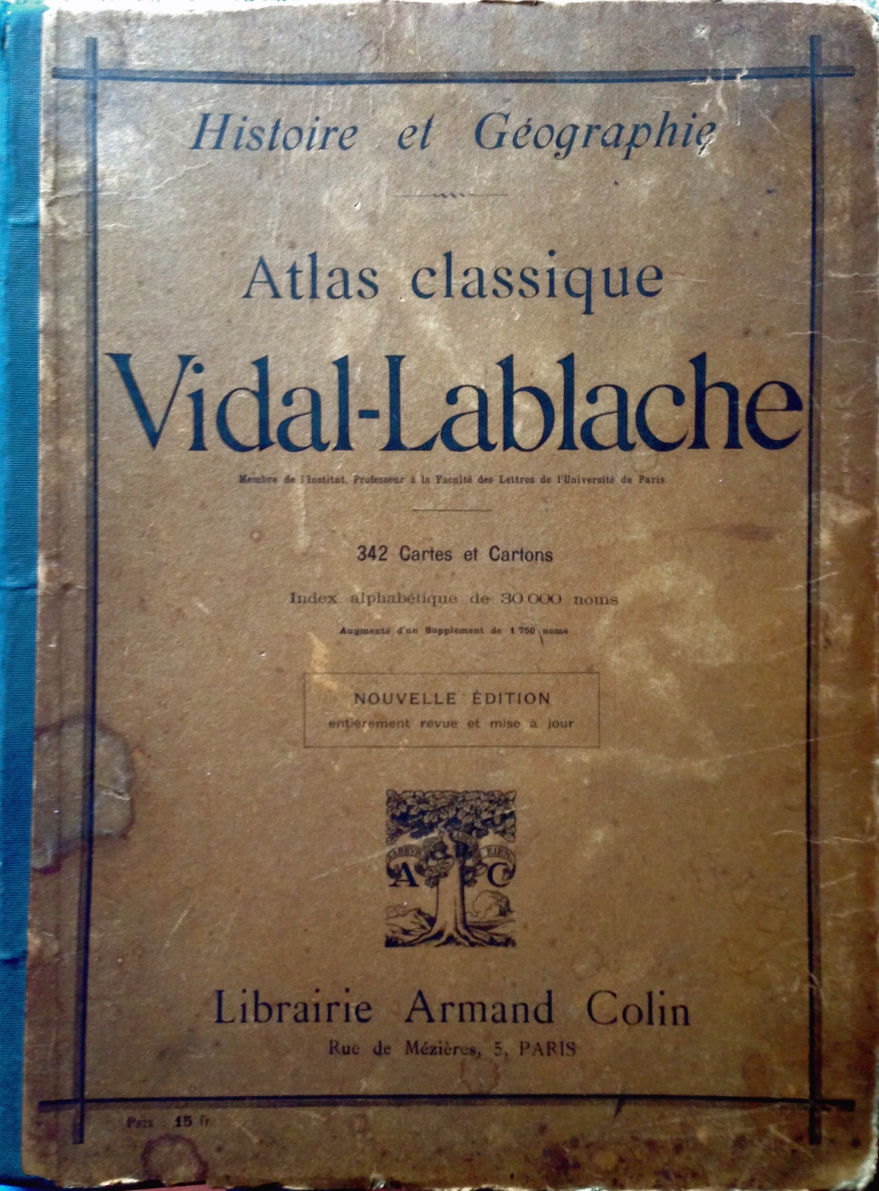 Histoire et Géographie
Atlas classique
Vidal-Lablache
Membre de l'Institut, Professeur à la Faculté des Lettres de l'Université de Paris
342 Cartes et Cartons
Index alphabétique de 30.000 noms
Augmenté d'un Supplément de 1 750 noms
NOUVELLE ÉDITION
entièrement revue et mise à jour
A C
Librairie Armand Colin
Rue de Mézières, 5, PARIS
Prix 15 fr.